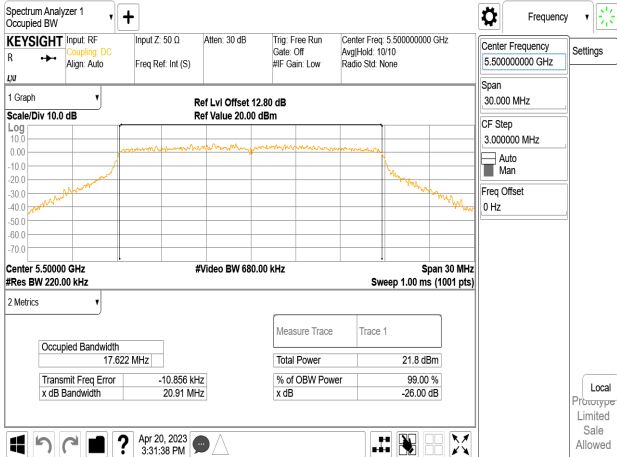 Spectrum Analyzer 1
Occupied BW
Frequency
KEYSIGHT
R
Input: RF
Coupling: DC
Align: Auto
Input Z: 50 Ω
Freq Ref: Int (S)
Atten: 30 dB
Trig: Free Run
Gate: Off
#IF Gain: Low
Center Freq: 5.500000000 GHz
Avg|Hold: 10/10
Radio Std: None
LXI
Center Frequency
5.500000000 GHz
Settings
Span
30.000 MHz
CF Step
3.000000 MHz
Auto
Man
Freq Offset
0 Hz
1 Graph
Scale/Div 10.0 dB
Ref Lvl Offset 12.80 dB
Ref Value 20.00 dBm
Log
10.0
0.00
-10.0
-20.0
-30.0
-40.0
-50.0
-60.0
-70.0
Center 5.50000 GHz
#Res BW 220.00 kHz
#Video BW 680.00 kHz
Span 30 MHz
Sweep 1.00 ms (1001 pts)
2 Metrics
Measure Trace
Trace 1
Occupied Bandwidth
17.622 MHz
Total Power
21.8 dBm
Transmit Freq Error
-10.856 kHz
% of OBW Power
99.00 %
x dB Bandwidth
20.91 MHz
x dB
-26.00 dB
Local
Prototype
Limited
Sale
Allowed
?
Apr 20, 2023
3:31:38 PM